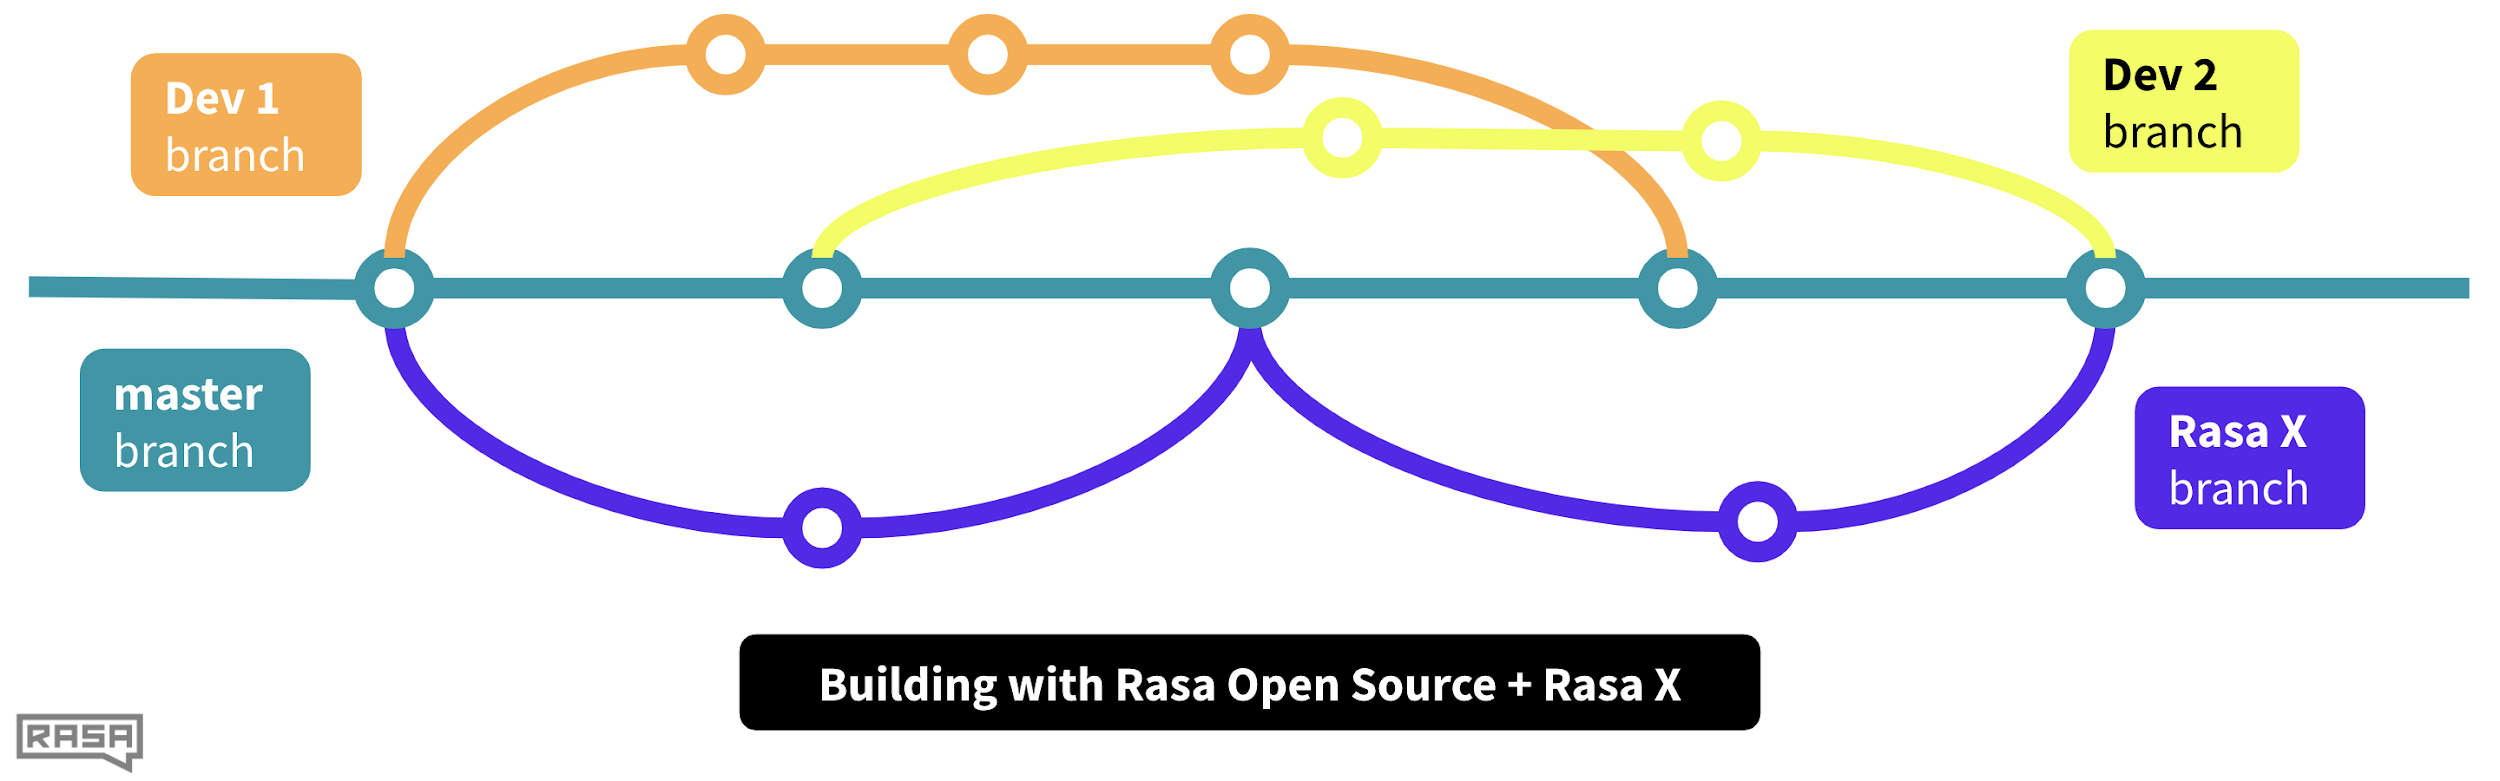 Dev 1
branch
Dev 2
branch
master
branch
Rasa X
branch
Building with Rasa Open Source + Rasa X
RASA